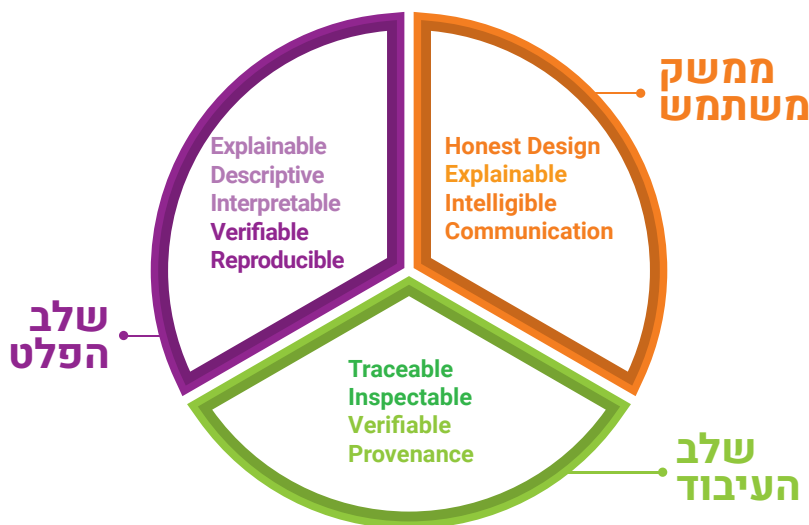 ממשק
משתמש
Honest Design
Explainable
Intelligible
Communication
Explainable
Descriptive
Interpretable
Verifiable
Reproducible
שלב
הפלט
Traceable
Inspectable
Verifiable
Provenance
שלב
העיבוד